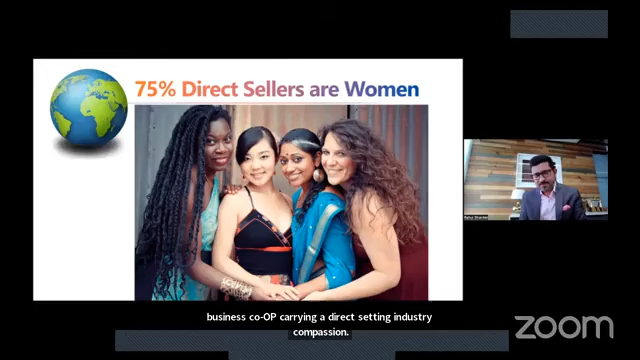 75% Direct Sellers are Women
business co-OP carrying a direct setting industry
compassion.
zoom